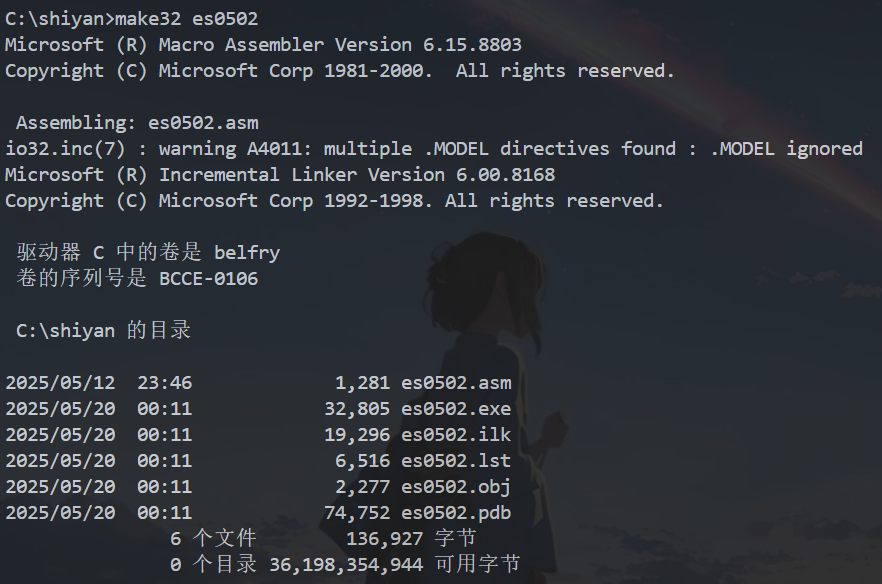 C:\shiyan>make32 es0502
Microsoft (R) Macro Assembler Version 6.15.8803
Copyright (C) Microsoft Corp 1981-2000.  All rights reserved.
Assembling: es0502.asm
io32.inc(7) : warning A4011: multiple .MODEL directives found : .MODEL ignored
Microsoft (R) Incremental Linker Version 6.00.8168
Copyright (C) Microsoft Corp 1992-1998. All rights reserved.
驱动器 C 中的卷是 belfry
卷的序列号是 BCCE-0106
C:\shiyan 的目录
2025/05/12  23:46             1,281 es0502.asm
2025/05/20  00:11            32,805 es0502.exe
2025/05/20  00:11            19,296 es0502.ilk
2025/05/20  00:11             6,516 es0502.lst
2025/05/20  00:11             2,277 es0502.obj
2025/05/20  00:11            74,752 es0502.pdb
6 个文件        136,927 字节
0 个目录 36,198,354,944 可用字节